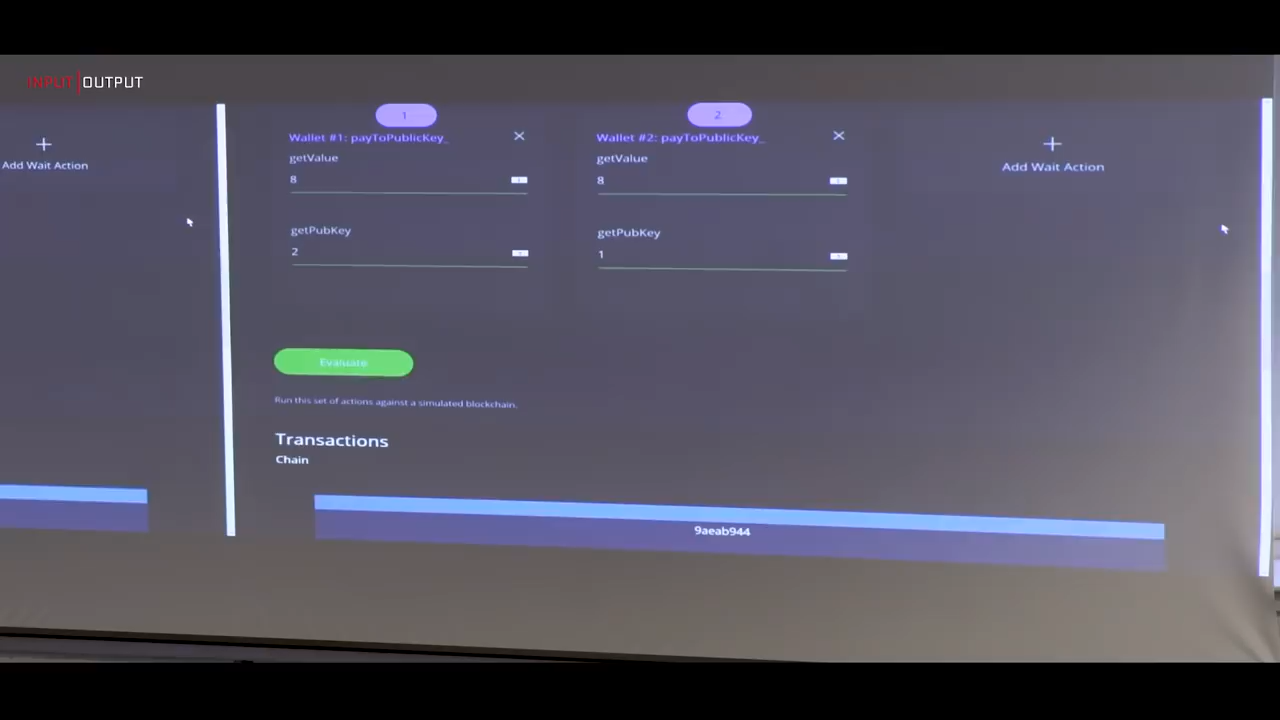 INPUT|OUTPUT
1
2
Wallet #1: payToPublicKey_
Wallet #2: payToPublicKey_
Add Wait Action
Add Wait Action
getValue
getValue
8
8
getPubKey
getPubKey
2
1
Evaluate
Run this set of actions against a simulated blockchain.
Transactions
Chain
9aeab944